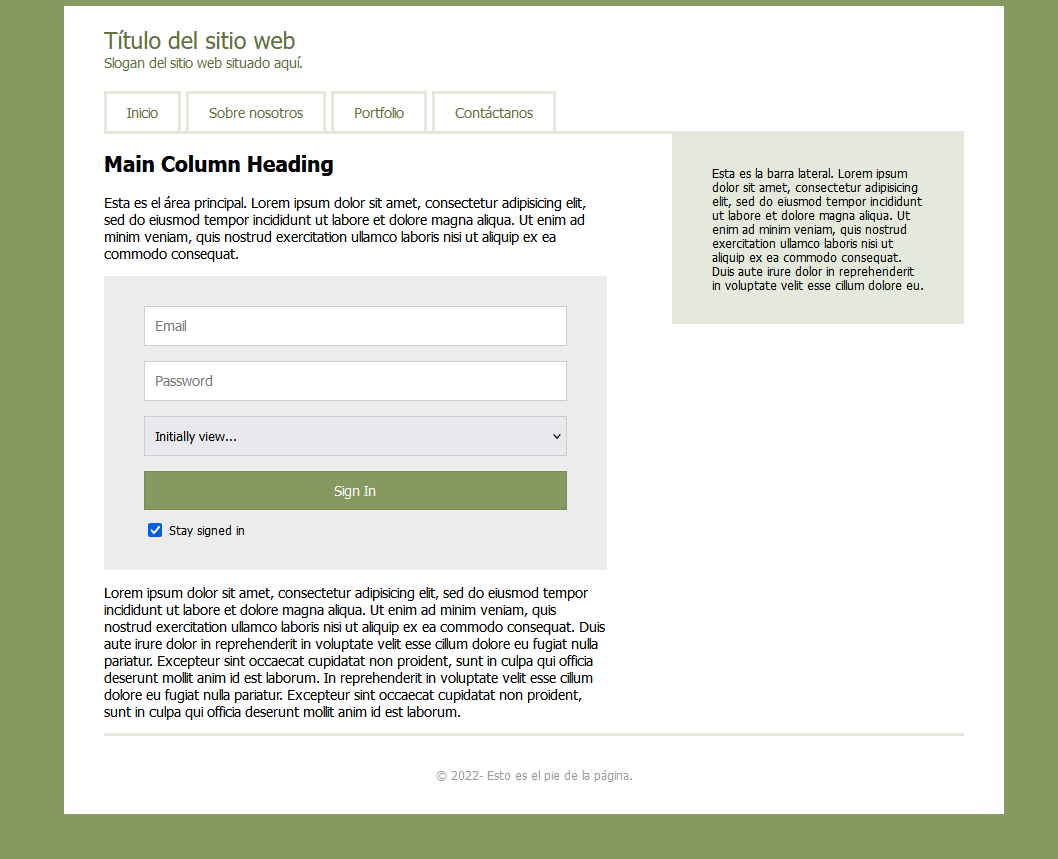 Título del sitio web
Slogan del sitio web situado aquí.
Inicio
Sobre nosotros
Portfolio
Contáctanos
Main Column Heading
Esta es el área principal. Lorem ipsum dolor sit amet, consectetur adipisicing elit,
sed do eiusmod tempor incididunt ut labore et dolore magna aliqua. Ut enim ad
minim veniam, quis nostrud exercitation ullamco laboris nisi ut aliquip ex ea
commodo consequat.
Email
Password
Initially view...
Sign In
Stay signed in
Lorem ipsum dolor sit amet, consectetur adipisicing elit, sed do eiusmod tempor
incididunt ut labore et dolore magna aliqua. Ut enim ad minim veniam, quis
nostrud exercitation ullamco laboris nisi ut aliquip ex ea commodo consequat. Duis
aute irure dolor in reprehenderit in voluptate velit esse cillum dolore eu fugiat nulla
pariatur. Excepteur sint occaecat cupidatat non proident, sunt in culpa qui officia
deserunt mollit anim id est laborum. In reprehenderit in voluptate velit esse cillum
dolore eu fugiat nulla pariatur. Excepteur sint occaecat cupidatat non proident,
sunt in culpa qui officia deserunt mollit anim id est laborum.
Esta es la barra lateral. Lorem ipsum
dolor sit amet, consectetur adipisicing
elit, sed do eiusmod tempor incididunt
ut labore et dolore magna aliqua. Ut
enim ad minim veniam, quis nostrud
exercitation ullamco laboris nisi ut
aliquip ex ea commodo consequat.
Duis aute irure dolor in reprehenderit
in voluptate velit esse cillum dolore eu.
© 2022- Esto es el pie de la página.